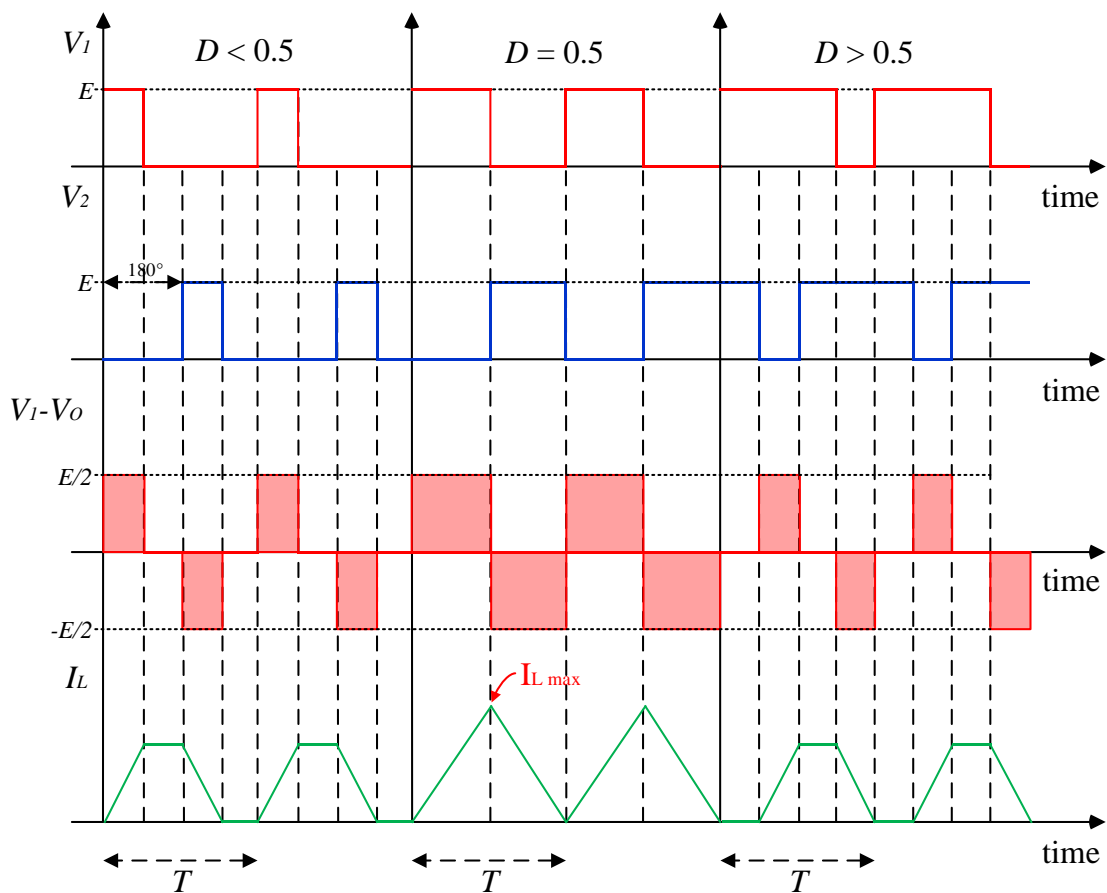 V1
D < 0.5
D = 0.5
D > 0.5
E
time
V2
180°
E
time
V1-VO
E/2
time
-E/2
IL
IL max
time
T
T
T